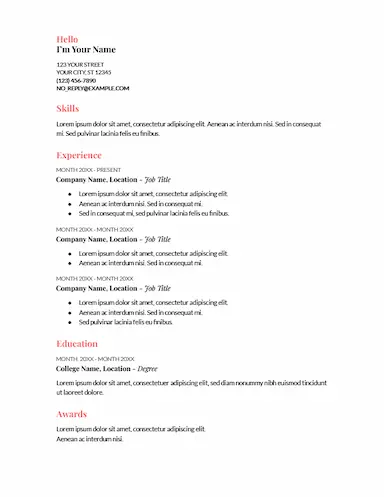 Hello
I'm Your Name
123 YOUR STREET
YOUR CITY, ST 12345
(123) 456-7890
NO_REPLY@EXAMPLE.COM
Skills
Lorem ipsum dolor sit amet, consectetur adipiscing elit. Aenean ac interdum nisi. Sed in consequat
mi. Sed pulvinar lacinia felis eu finibus.
Experience
MONTH 20XX - PRESENT
Company Name, Location - Job Title
● Lorem ipsum dolor sit amet, consectetur adipiscing elit.
● Aenean ac interdum nisi. Sed in consequat mi.
● Sed in consequat mi, sed pulvinar lacinia felis eu finibus.
MONTH 20XX - MONTH 20XX
Company Name, Location - Job Title
● Lorem ipsum dolor sit amet, consectetur adipiscing elit.
● Aenean ac interdum nisi. Sed in consequat mi.
MONTH 20XX - MONTH 20XX
Company Name, Location - Job Title
● Lorem ipsum dolor sit amet, consectetur adipiscing elit.
● Aenean ac interdum nisi. Sed in consequat mi.
● Sed pulvinar lacinia felis eu finibus.
Education
MONTH 20XX - MONTH 20XX
College Name, Location - Degree
Lorem ipsum dolor sit amet, consectetuer adipiscing elit, sed diam nonummy nibh euismod tincidunt
ut laoreet dolore.
Awards
Lorem ipsum dolor sit amet, consectetur adipiscing elit.
Aenean ac interdum nisi.